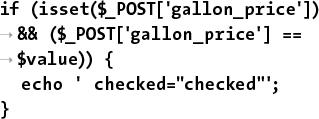 if (isset($_POST['gallon_price'])
→ && ($_POST['gallon_price'] ==
→ $value)) {
  echo ' checked="checked"';
}